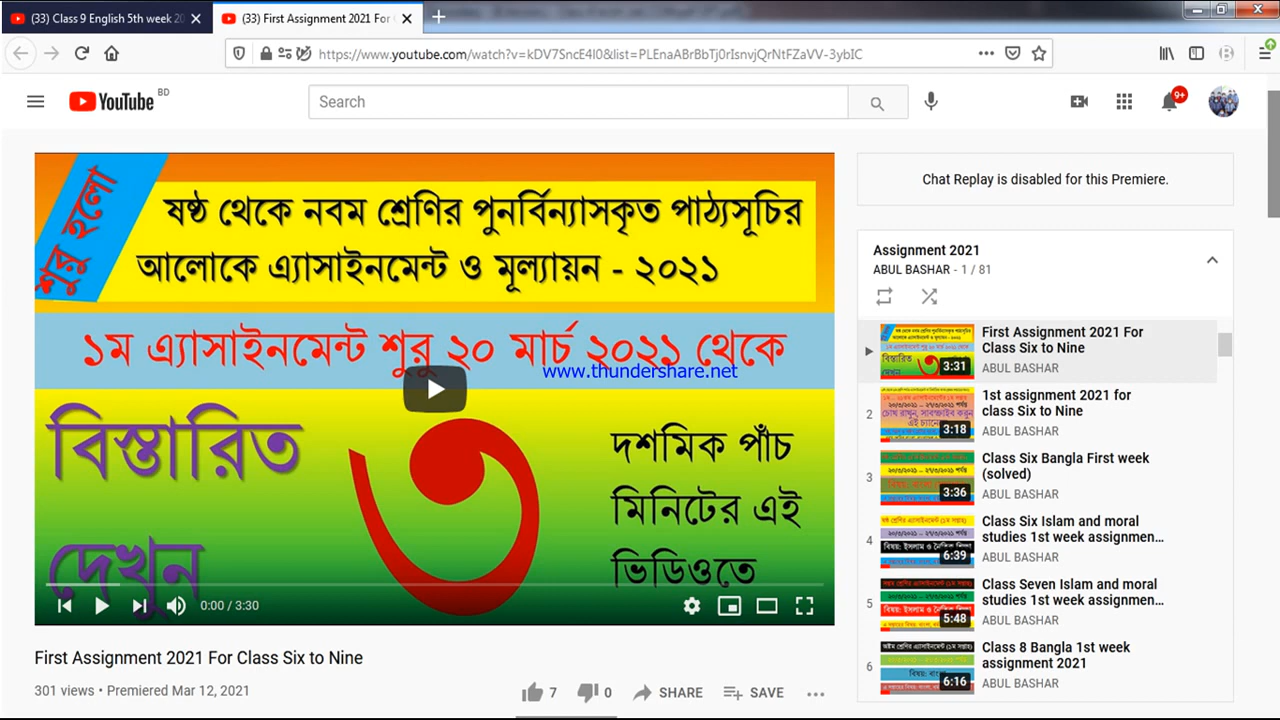 (33) Class 9 English 5th week 20
(33) First Assignment 2021 For C
https://www.youtube.com/watch?v=kDV7SncE4l0&list=PLEnaABrBbTj0rIsnvjQrNtFZaVV-3ybIC
YouTube BD
Search
9+
শুরু হলো
ষষ্ঠ থেকে নবম শ্রেণির পুনর্বিন্যাসকৃত পাঠ্যসূচির
আলোকে এ্যাসাইনমেন্ট ও মূল্যায়ন - ২০২১
১ম এ্যাসাইনমেন্ট শুরু ২০ মার্চ ২০২১ থেকে
www.thundershare.net
বিস্তারিত
দেখুন
৩
দশমিক পাঁচ
মিনিটের এই
ভিডিওতে
0:00 / 3:30
First Assignment 2021 For Class Six to Nine
301 views • Premiered Mar 12, 2021
7
0
SHARE
SAVE
Chat Replay is disabled for this Premiere.
Assignment 2021
ABUL BASHAR - 1 / 81
3:31
First Assignment 2021 For
Class Six to Nine
ABUL BASHAR
2
3:18
1st assignment 2021 for
class Six to Nine
ABUL BASHAR
3
3:36
Class Six Bangla First week
(solved)
ABUL BASHAR
4
6:39
Class Six Islam and moral
studies 1st week assignmen...
ABUL BASHAR
5
5:48
Class Seven Islam and moral
studies 1st week assignmen...
ABUL BASHAR
6
6:16
Class 8 Bangla 1st week
assignment 2021
ABUL BASHAR